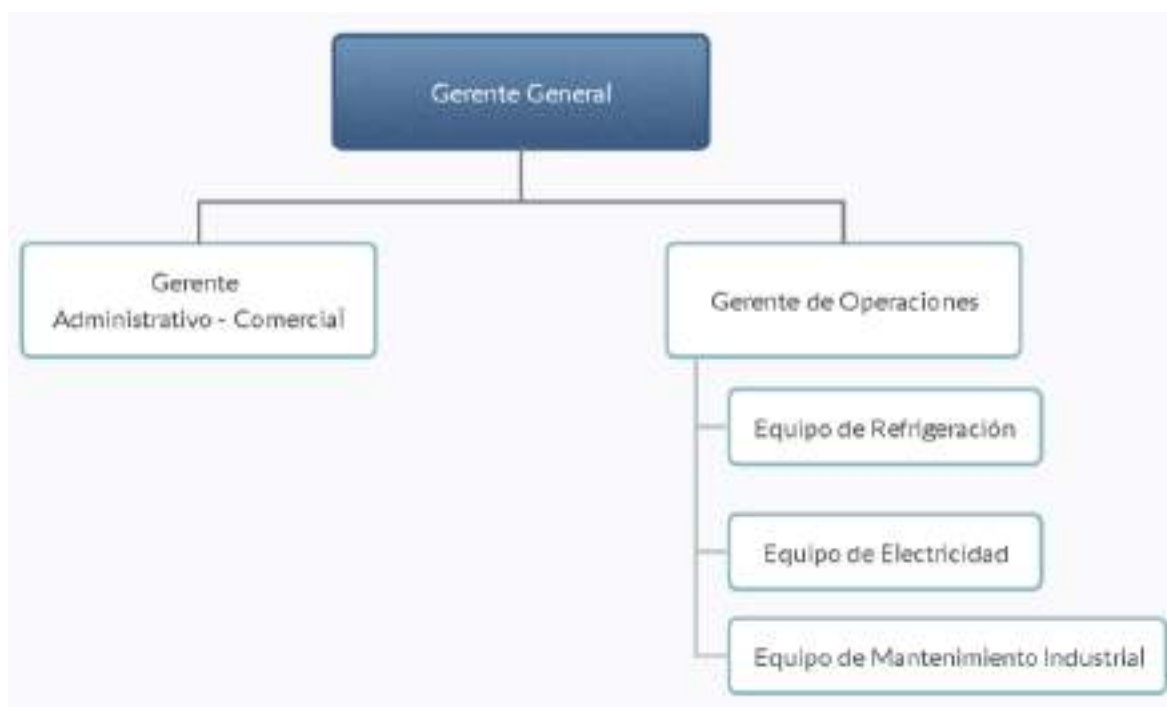 Gerente General
Gerente
Administrativo - Comercial
Gerente de Operaciones
Equipo de Refrigeración
Equipo de Electricidad
Equipo de Mantenimiento Industrial